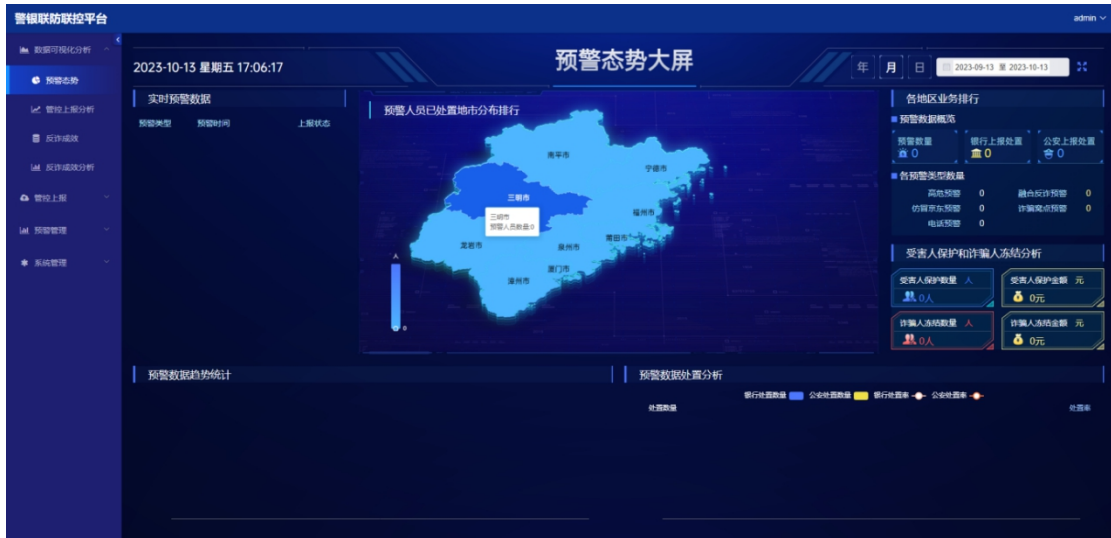 警银联防联控平台
admin
数据可视化分析
预警态势
管控上报分析
反诈成效
反诈成效分析
管控上报
预警管理
系统管理
2023-10-13 星期五 17:06:17
预警态势大屏
年 月 日 2023-09-13 至 2023-10-13
实时预警数据
预警类型 预警时间 上报状态
预警人员已处置地市分布排行
南平市
宁德市
三明市
三明市
预警人员数量:0
福州市
莆田市
龙岩市
泉州市
厦门市
漳州市
人
0
各地区业务排行
预警数据概览
预警数量 银行上报处置 公安上报处置
0 0 0
各预警类型数量
高危预警 0 融合反诈预警 0
仿冒京东预警 0 诈骗窝点预警 0
电话预警 0
受害人保护和诈骗人冻结分析
受害人保护数量 人 受害人保护金额 元
0人 0元
诈骗人冻结数量 人 诈骗人冻结金额 元
0人 0元
预警数据趋势统计
预警数据处置分析
银行处置数量 公安处置数量 银行处置率 公安处置率
处置数量 处置率